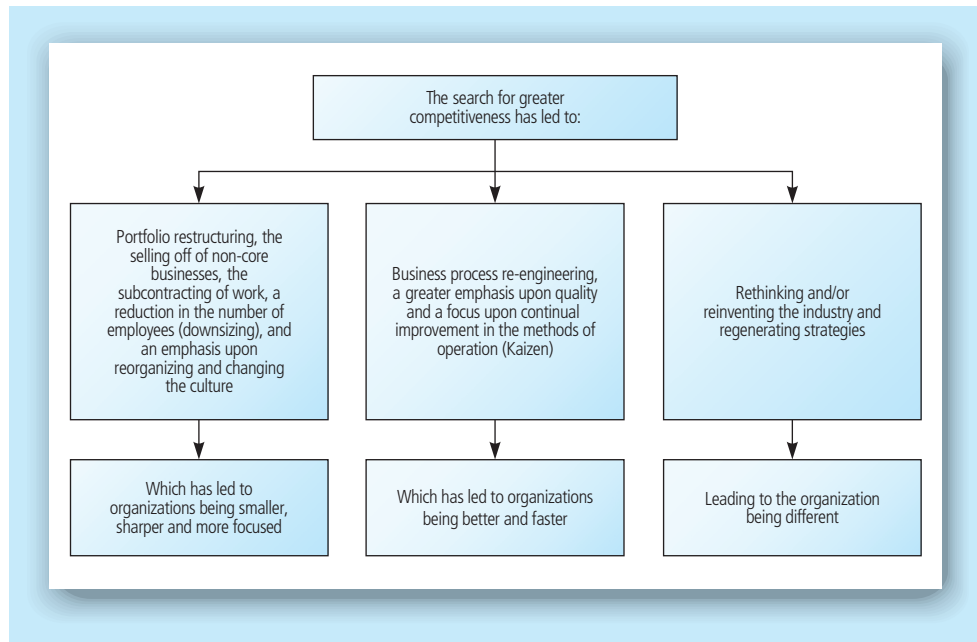 The search for greater
competitiveness has led to:
Portfolio restructuring, the
selling off of non-core
businesses, the
subcontracting of work, a
reduction in the number of
employees (downsizing), and
an emphasis upon
reorganizing and changing
the culture
Business process re-engineering,
a greater emphasis upon quality
and a focus upon continual
improvement in the methods of
operation (Kaizen)
Rethinking and/or
reinventing the industry and
regenerating strategies
Which has led to
organizations being smaller,
sharper and more focused
Which has led to organizations
being better and faster
Leading to the organization
being different